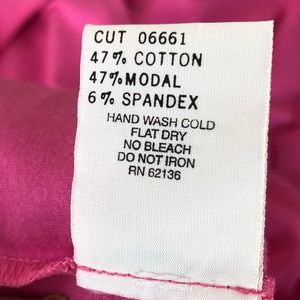 CUT 06661
47% COTTON
47% MODAL
6% SPANDEX
HAND WASH COLD
FLAT DRY
NO BLEACH
DO NOT IRON
RN 62136